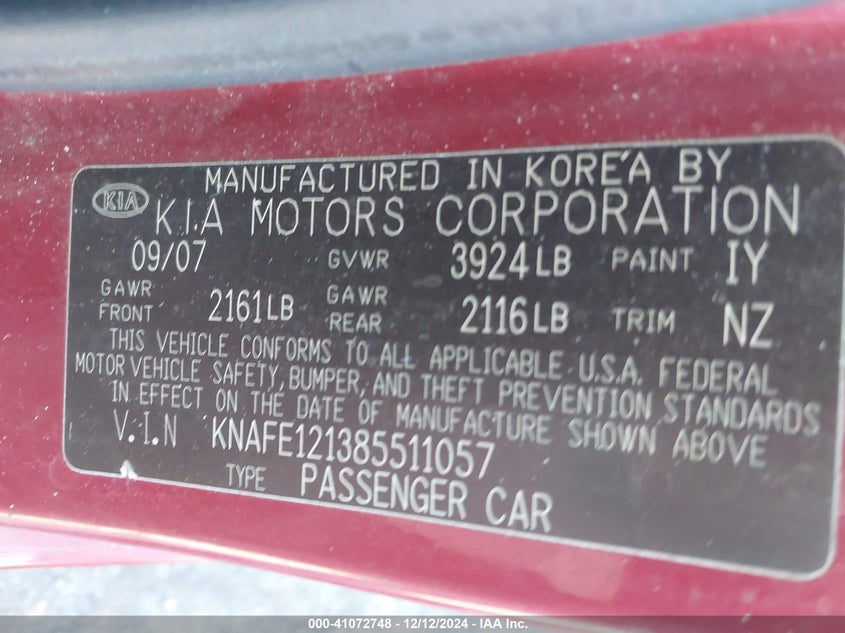 MANUFACTURED IN KOREA BY
KIA KIA MOTORS CORPORATION
09/07 GVWR 3924LB PAINT IY
GAWR FRONT 2161LB GAWR REAR 2116LB TRIM NZ
THIS VEHICLE CONFORMS TO ALL APPLICABLE U.S.A. FEDERAL
MOTOR VEHICLE SAFETY, BUMPER, AND THEFT PREVENTION STANDARDS
IN EFFECT ON THE DATE OF MANUFACTURE SHOWN ABOVE
V.I.N KNAFE121385511057
TYPE PASSENGER CAR
000-41072748 - 12/12/2024 - IAA Inc.